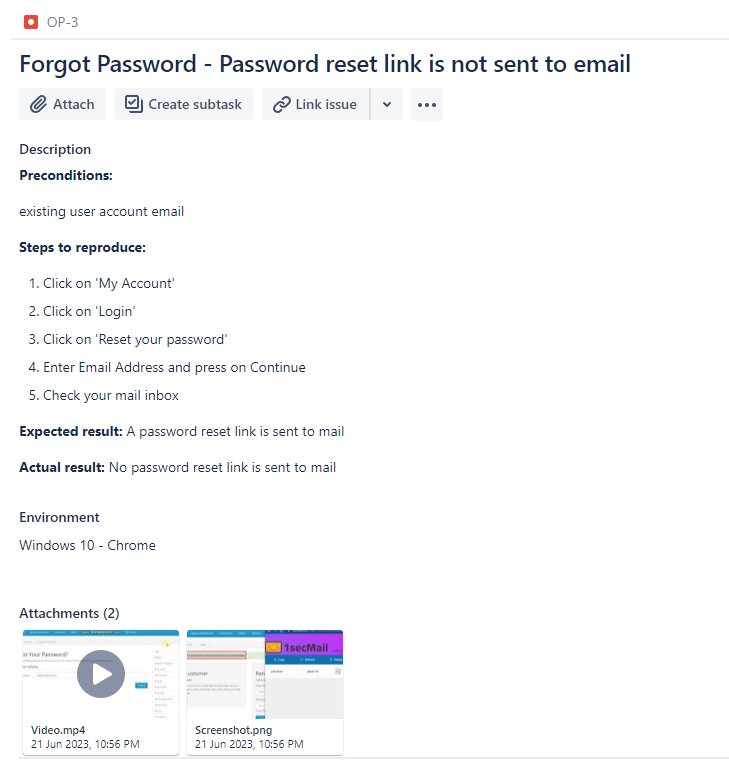 OP-3
Forgot Password - Password reset link is not sent to email
Attach
Create subtask
Link issue
Description
Preconditions:
existing user account email
Steps to reproduce:
1. Click on 'My Account'
2. Click on 'Login'
3. Click on 'Reset your password'
4. Enter Email Address and press on Continue
5. Check your mail inbox
Expected result: A password reset link is sent to mail
Actual result: No password reset link is sent to mail
Environment
Windows 10 - Chrome
Attachments (2)
ot Your Password?
1secMail
ustomer
Video.mp4
21 Jun 2023, 10:56 PM
Screenshot.png
21 Jun 2023, 10:56 PM